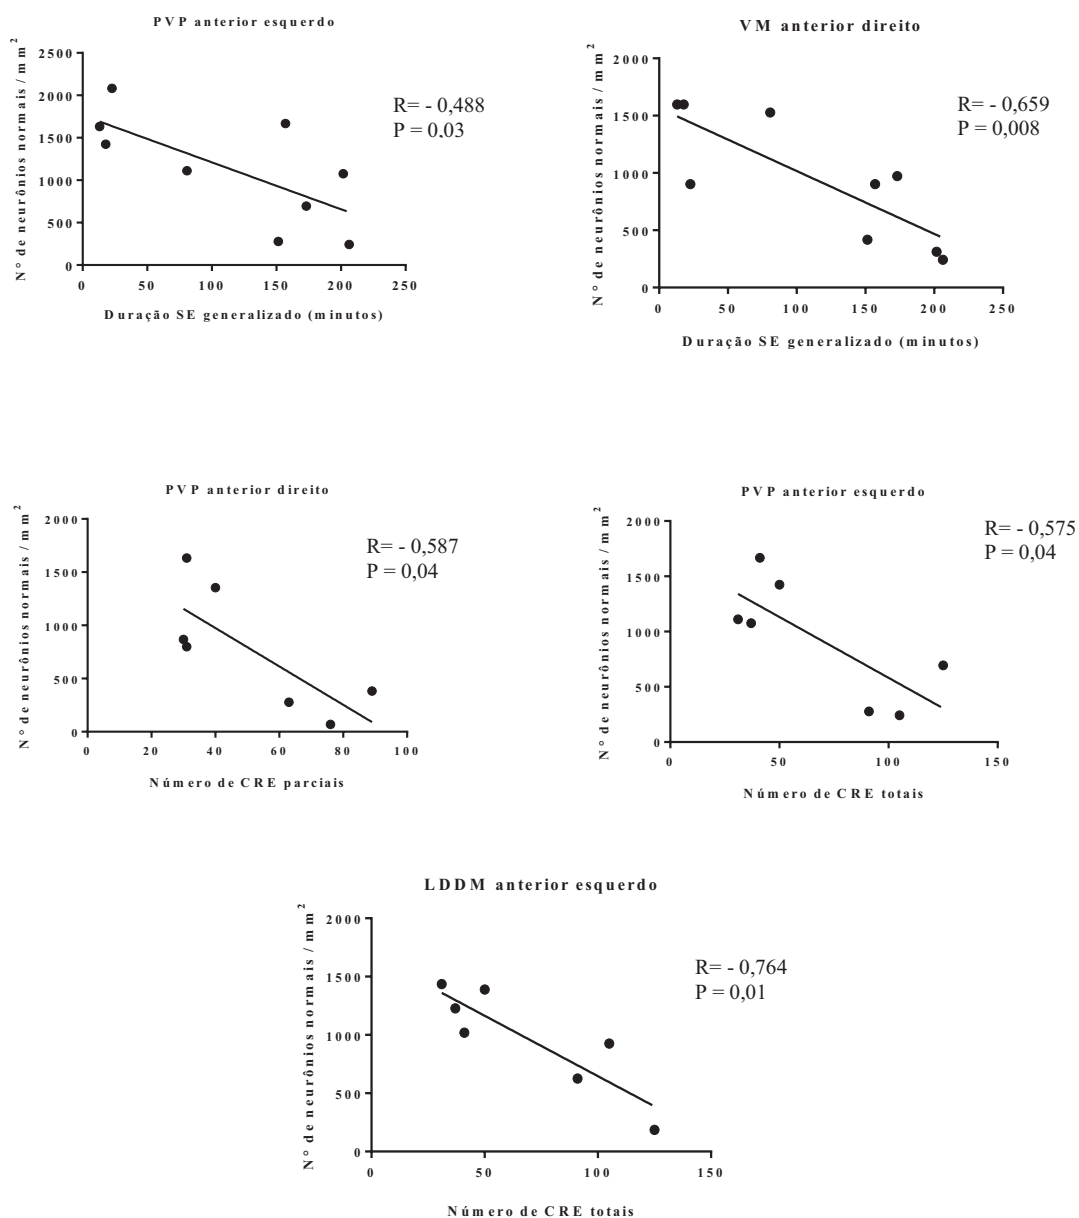 PVP anterior esquerdo
N° de neurônios normais / mm²
2500
2000
1500
1000
500
0
R= - 0,488
P = 0,03
0 50 100 150 200 250
Duração SE generalizado (minutos)
VM anterior direito
N° de neurônios normais / mm²
2000
1500
1000
500
0
R= - 0,659
P = 0,008
0 50 100 150 200 250
Duração SE generalizado (minutos)
PVP anterior direito
N° de neurônios normais / mm²
2000
1500
1000
500
0
R= - 0,587
P = 0,04
0 20 40 60 80 100
Número de CRE parciais
PVP anterior esquerdo
N° de neurônios normais / mm²
2000
1500
1000
500
0
R= - 0,575
P = 0,04
0 50 100 150
Número de CRE totais
LDDM anterior esquerdo
N° de neurônios normais / mm²
2000
1500
1000
500
0
R= - 0,764
P = 0,01
0 50 100 150
Número de CRE totais